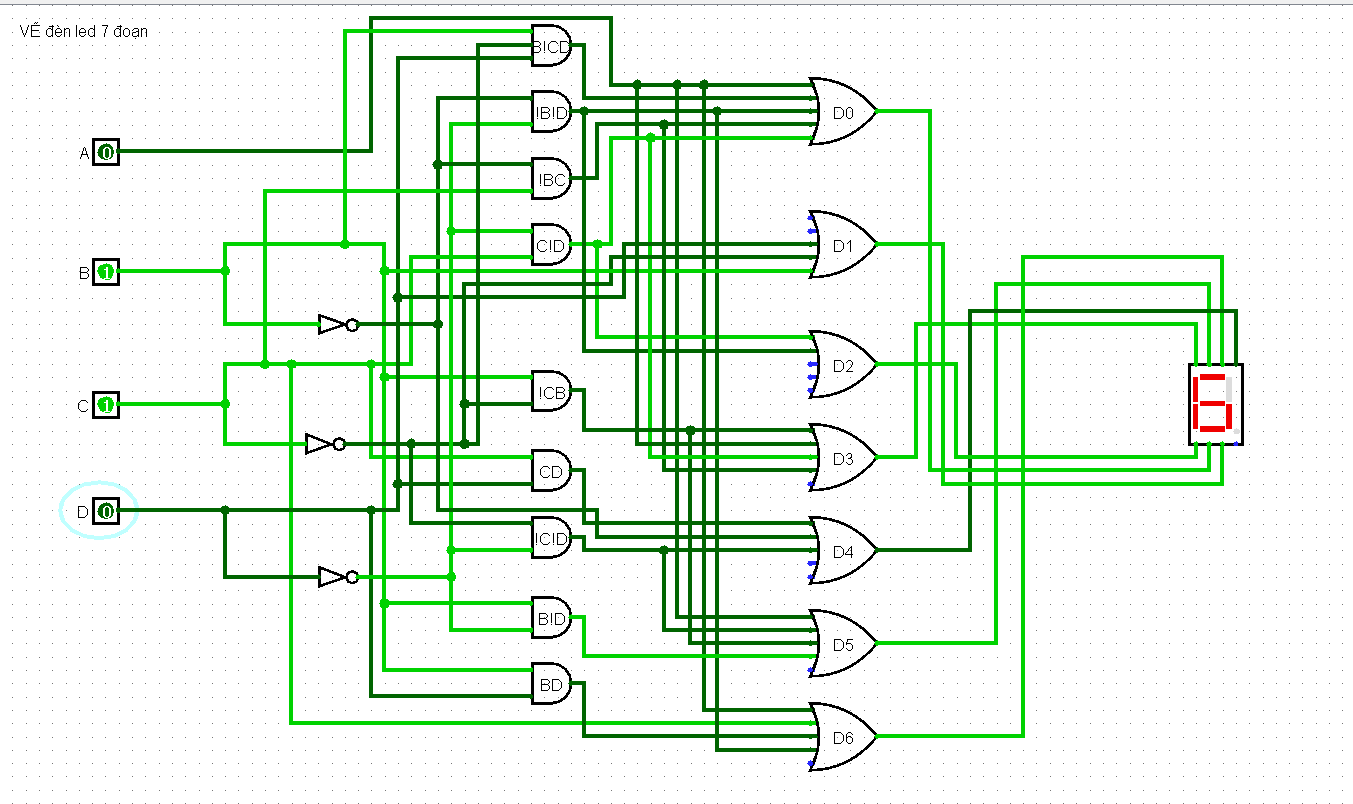 VẼ đèn led 7 đoạn
A 0
B 1
C 1
D 0
BICD
IBID
IBC
CID
ICB
CD
ICID
BID
BD
D0
D1
D2
D3
D4
D5
D6